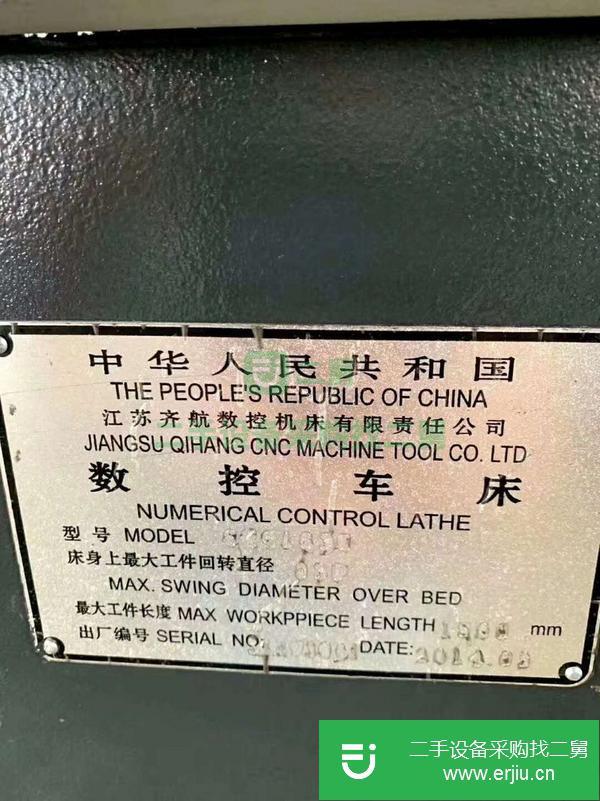 中华人民共和国
THE PEOPLE'S REPUBLIC OF CHINA
江苏齐航数控机床有限责任公司
JIANGSU QIHANG CNC MACHINE TOOL CO. LTD
数控车床
NUMERICAL CONTROL LATHE
型号 MODEL
床身上最大工件回转直径
MAX. SWING DIAMETER OVER BED
最大工件长度 MAX WORKPPIECE LENGTH mm
出厂编号 SERIAL NO: DATE:
二手设备采购找二舅
www.erjiu.cn